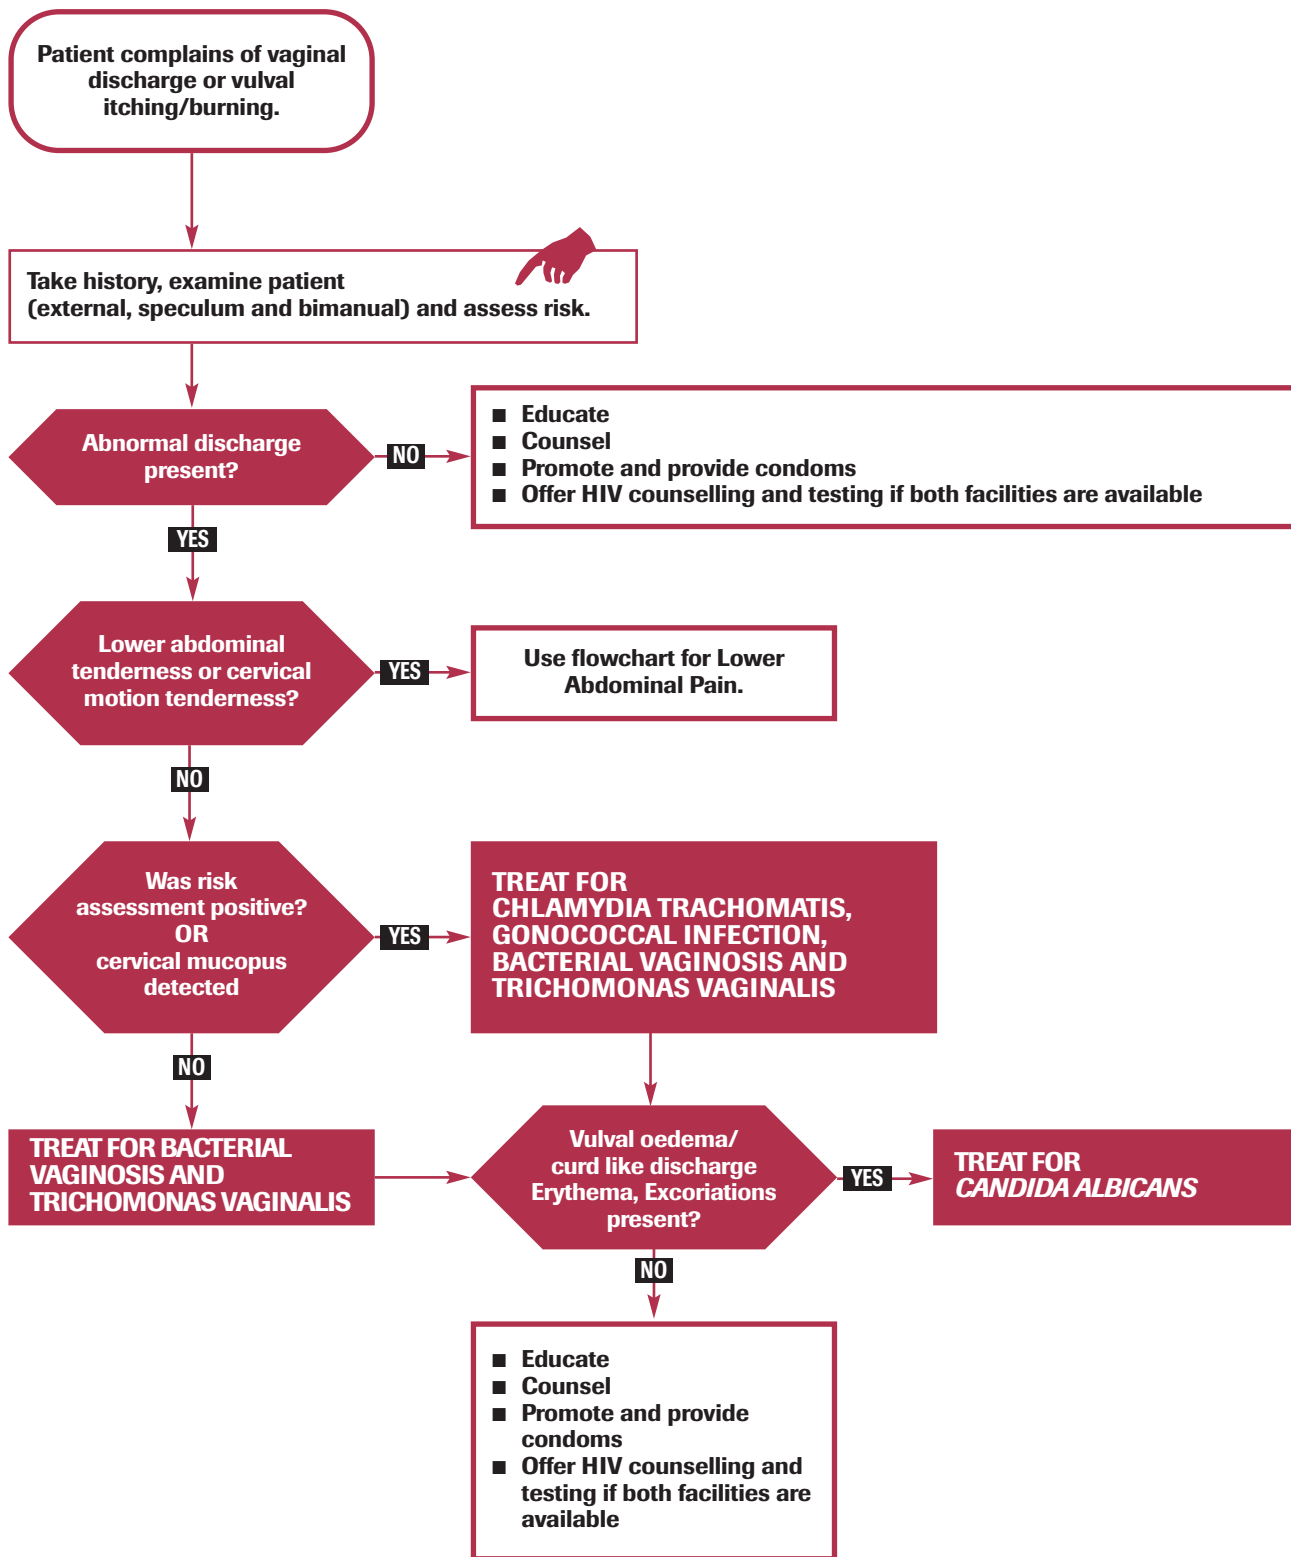 Patient complains of vaginal
discharge or vulval
itching/burning.
Take history, examine patient
(external, speculum and bimanual) and assess risk.
Abnormal discharge
present?
NO
■ Educate
■ Counsel
■ Promote and provide condoms
■ Offer HIV counselling and testing if both facilities are available
YES
Lower abdominal
tenderness or cervical
motion tenderness?
YES
Use flowchart for Lower
Abdominal Pain.
NO
Was risk
assessment positive?
OR
cervical mucopus
detected
YES
TREAT FOR
CHLAMYDIA TRACHOMATIS,
GONOCOCCAL INFECTION,
BACTERIAL VAGINOSIS AND
TRICHOMONAS VAGINALIS
NO
TREAT FOR BACTERIAL
VAGINOSIS AND
TRICHOMONAS VAGINALIS
Vulval oedema/
curd like discharge
Erythema, Excoriations
present?
YES
TREAT FOR
CANDIDA ALBICANS
NO
■ Educate
■ Counsel
■ Promote and provide
condoms
■ Offer HIV counselling and
testing if both facilities are
available